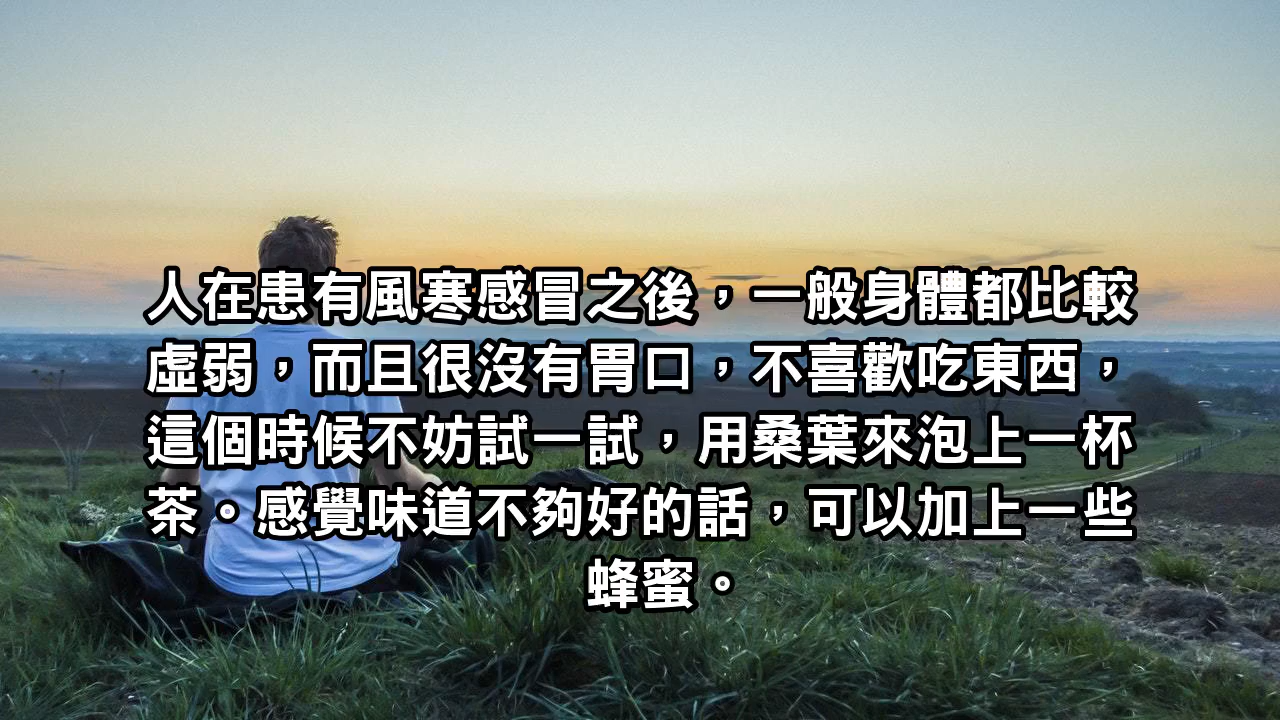 人在患有風寒感冒之後，一般身體都比較
虛弱，而且很沒有胃口，不喜歡吃東西，
這個時候不妨試一試，用桑葉來泡上一杯
茶。感覺味道不夠好的話，可以加上一些
蜂蜜。